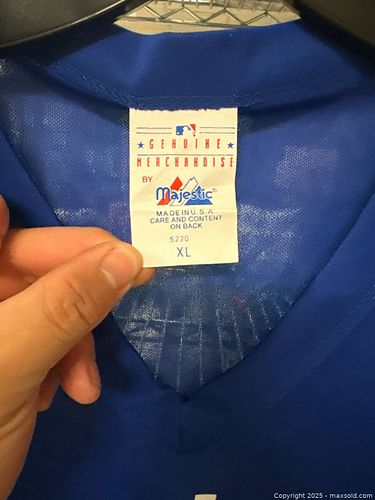 ★ GENUINE ★
MERCHANDISE
BY
Majestic
MADE IN U.S.A.
CARE AND CONTENT
ON BACK
5220
XL
Copyright 2025 - maxsold.com